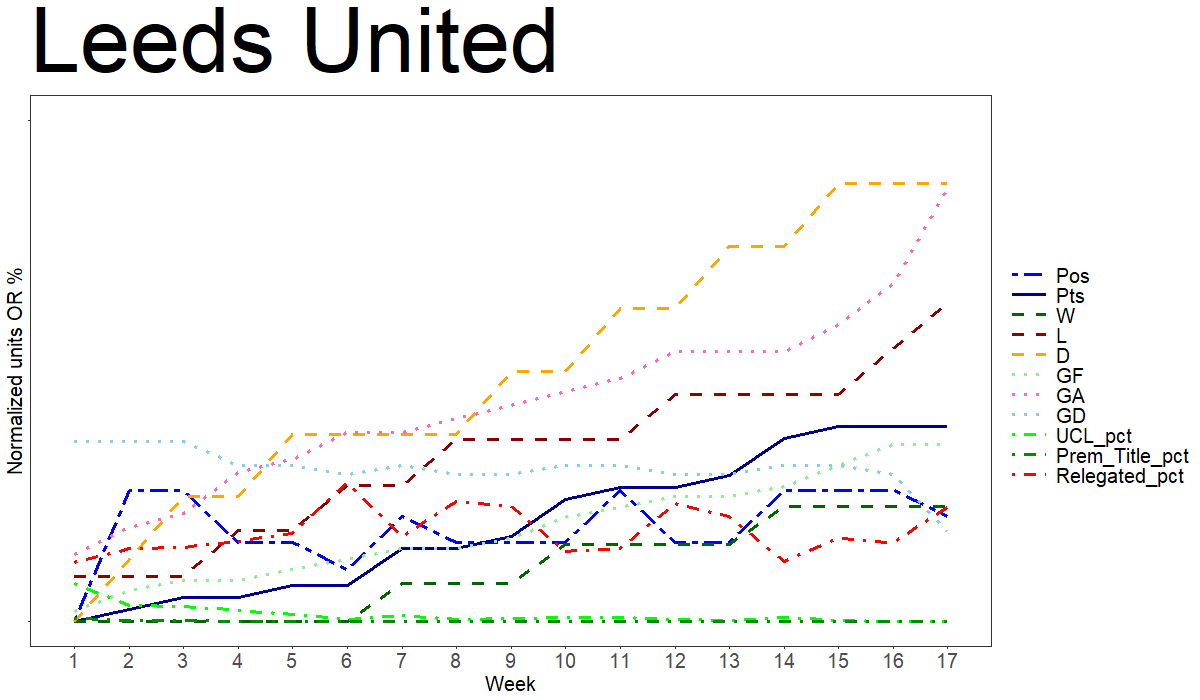 Leeds United
Normalized units OR %
Pos
Pts
W
L
D
GF
GA
GD
UCL_pct
Prem_Title_pct
Relegated_pct
1 2 3 4 5 6 7 8 9 10 11 12 13 14 15 16 17
Week